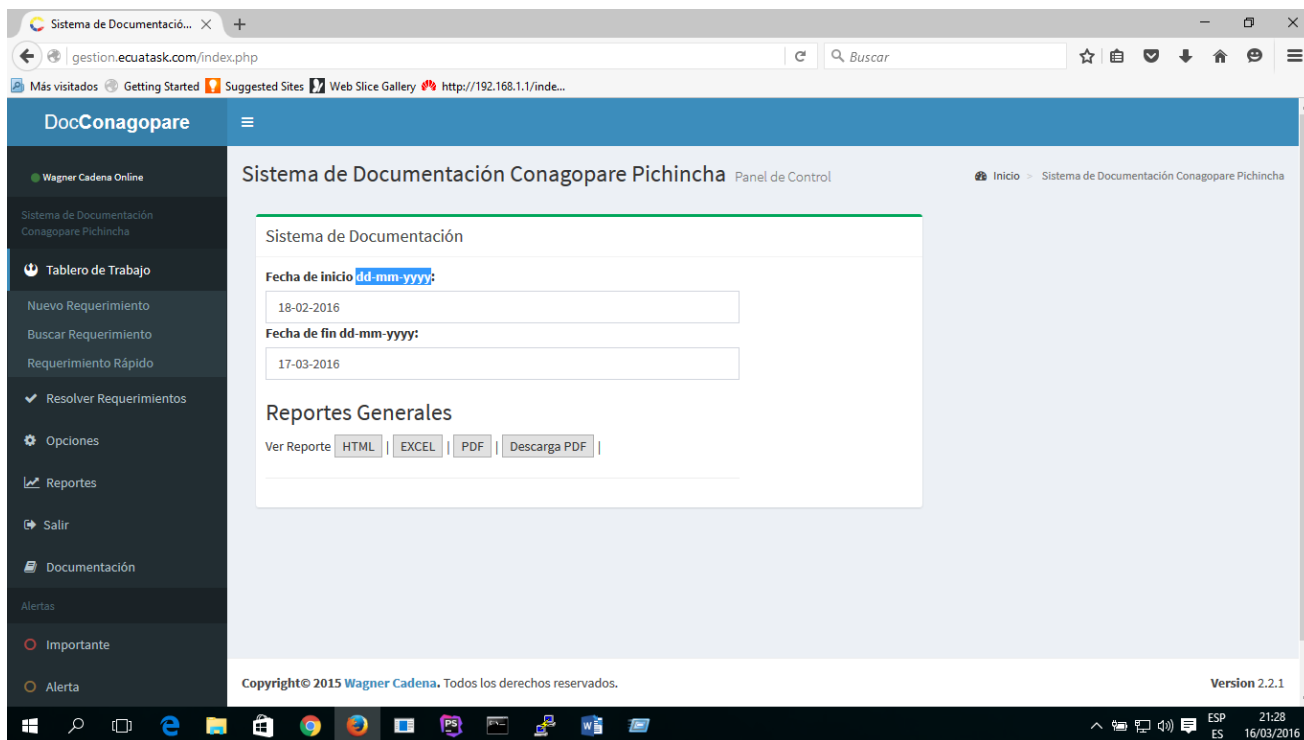 Sistema de Documentació...
gestion.ecuatask.com/index.php
Buscar
Más visitados Getting Started Suggested Sites Web Slice Gallery http://192.168.1.1/inde...
DocConagopare
Wagner Cadena Online
Sistema de Documentación
Conagopare Pichincha
Tablero de Trabajo
Nuevo Requerimiento
Buscar Requerimiento
Requerimiento Rápido
Resolver Requerimientos
Opciones
Reportes
Salir
Documentación
Alertas
Importante
Alerta
Sistema de Documentación Conagopare Pichincha Panel de Control
Inicio > Sistema de Documentación Conagopare Pichincha
Sistema de Documentación
Fecha de inicio dd-mm-yyyy:
18-02-2016
Fecha de fin dd-mm-yyyy:
17-03-2016
Reportes Generales
Ver Reporte HTML | EXCEL | PDF | Descarga PDF |
Copyright© 2015 Wagner Cadena. Todos los derechos reservados.
Version 2.2.1
ESP
ES
21:28
16/03/2016